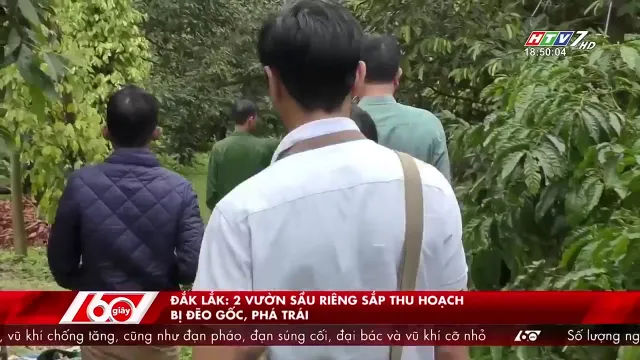 HTV7 HD
18:50:04
60 giây
ĐẮK LẮK: 2 VƯỜN SẦU RIÊNG SẮP THU HOẠCH
BỊ ĐẼO GỐC, PHÁ TRÁI
, vũ khí chống tăng, cũng như đạn pháo, đạn súng cối, đại bác và vũ khí cỡ nhỏ 60 Số lượng ng